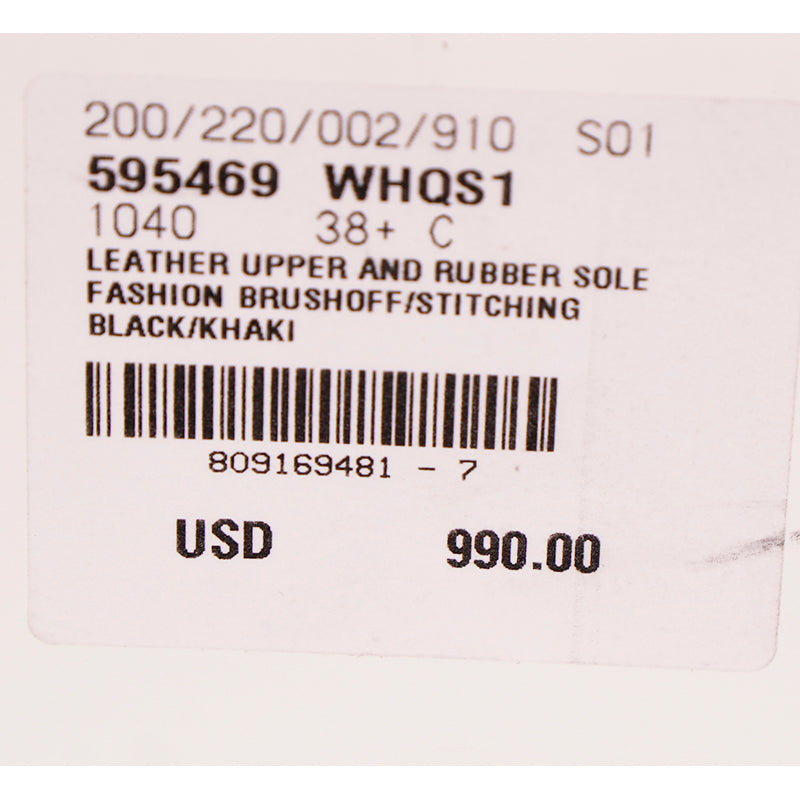 200/220/002/910 S01
595469 WHQS1
1040 38+ C
LEATHER UPPER AND RUBBER SOLE
FASHION BRUSHOFF/STITCHING
BLACK/KHAKI
809169481 - 7
USD 990.00